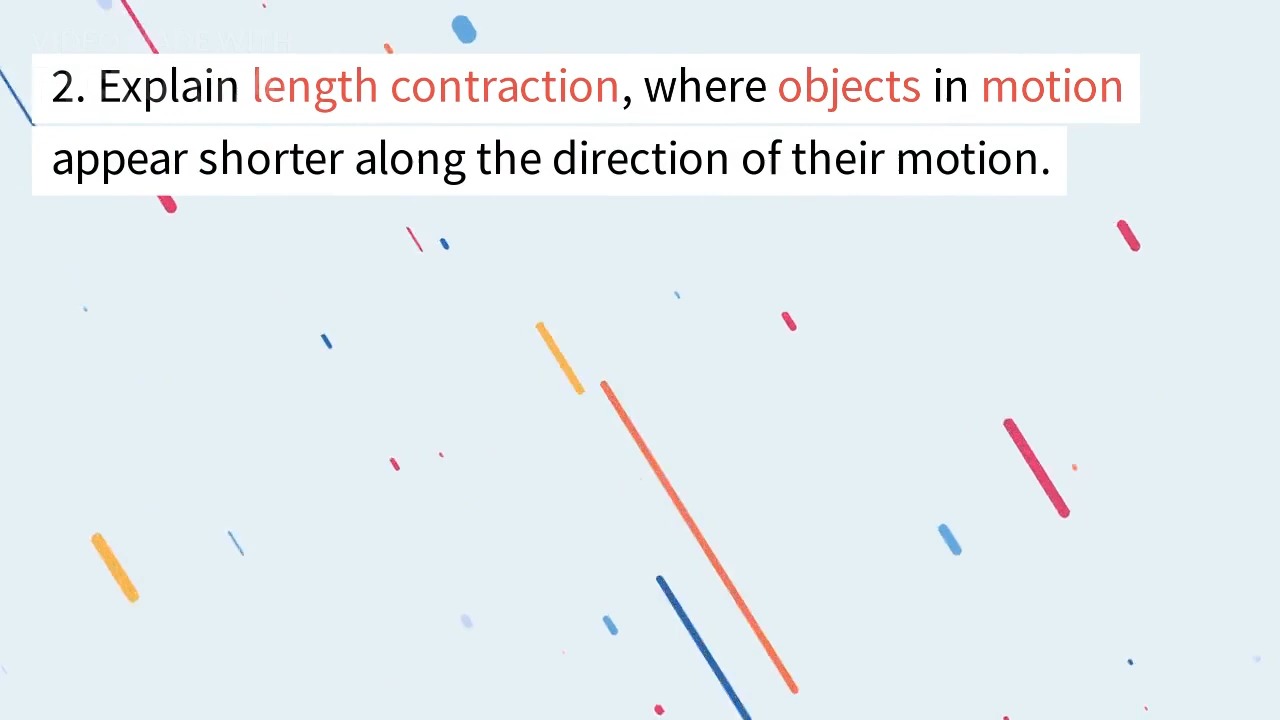 2. Explain length contraction, where objects in motion
appear shorter along the direction of their motion.